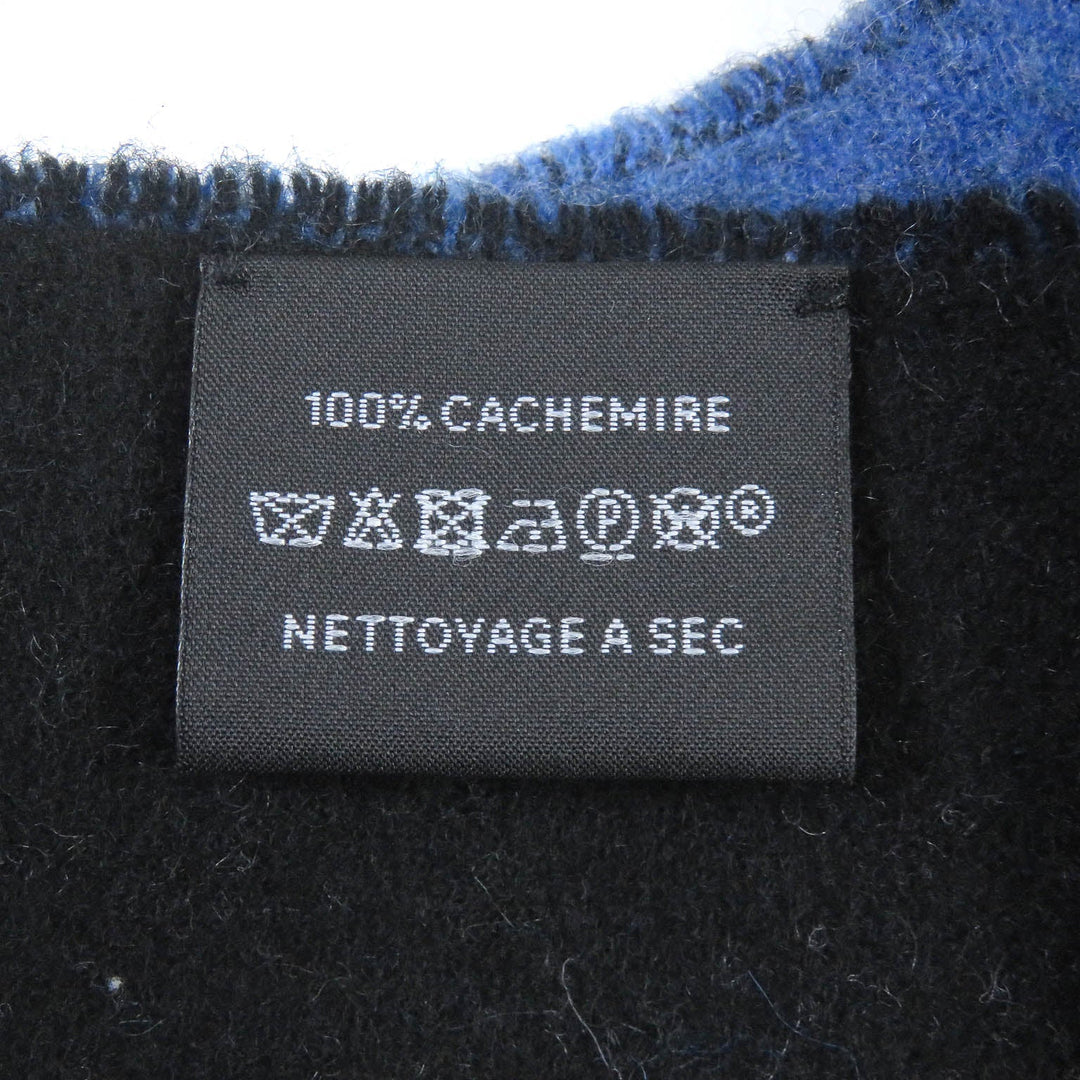 100% CACHEMIRE
P ®
NETTOYAGE A SEC